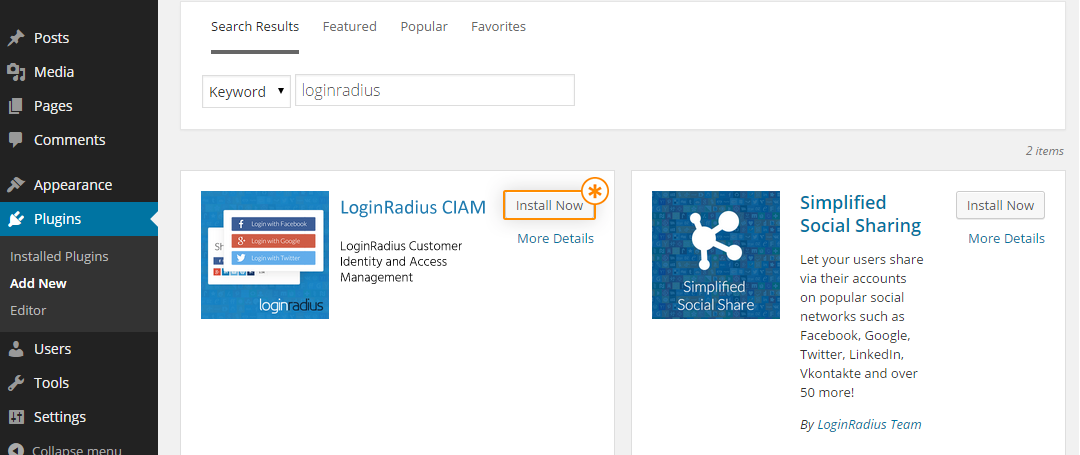 Posts
Media
Pages
Comments
Appearance
Plugins
Installed Plugins
Add New
Editor
Users
Tools
Settings
Collapse menu
Search Results Featured Popular Favorites
Keyword loginradius
2 items
Login with Facebook
Login with Google
Login with Twitter
Sh
loginradius
LoginRadius CIAM
Install Now
More Details
LoginRadius Customer
Identity and Access
Management
Simplified
Social Share
Simplified
Social Sharing
Install Now
More Details
Let your users share
via their accounts
on popular social
networks such as
Facebook, Google,
Twitter, LinkedIn,
Vkontakte and over
50 more!
By LoginRadius Team